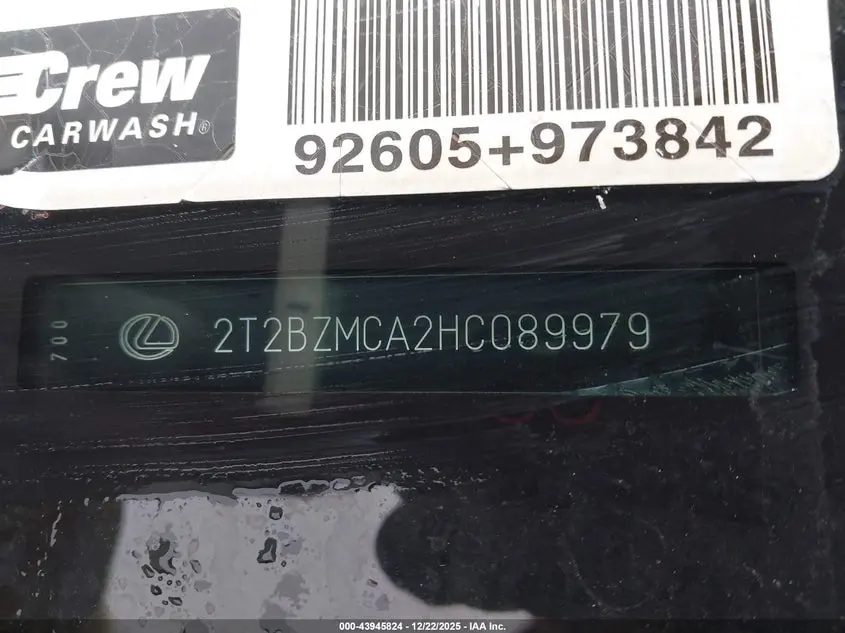 Crew
CARWASH®
92605+973842
700
2T2BZMCA2HC089979
000-43945824 - 12/22/2025 - IAA Inc.